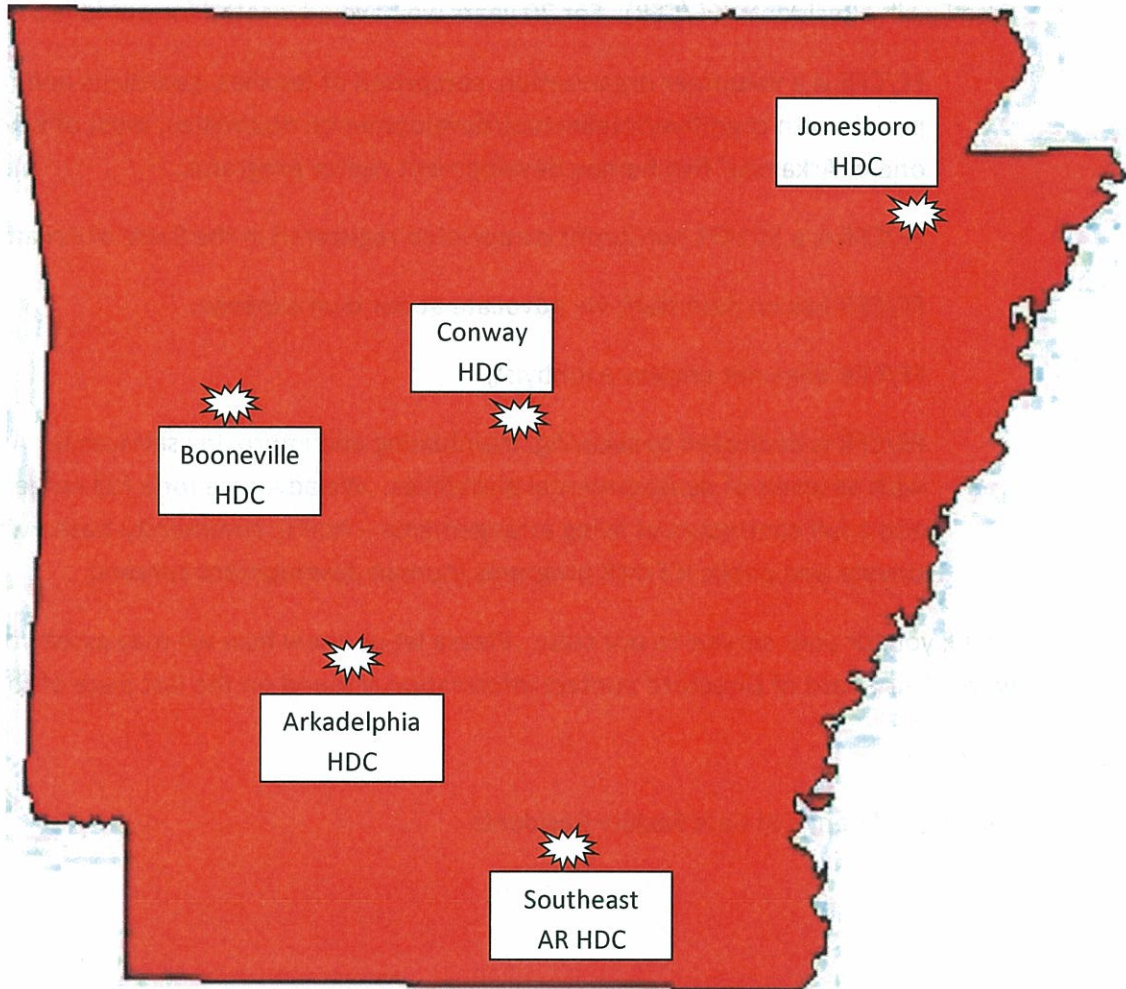 Jonesboro
HDC
Conway
HDC
Booneville
HDC
Arkadelphia
HDC
Southeast
AR HDC